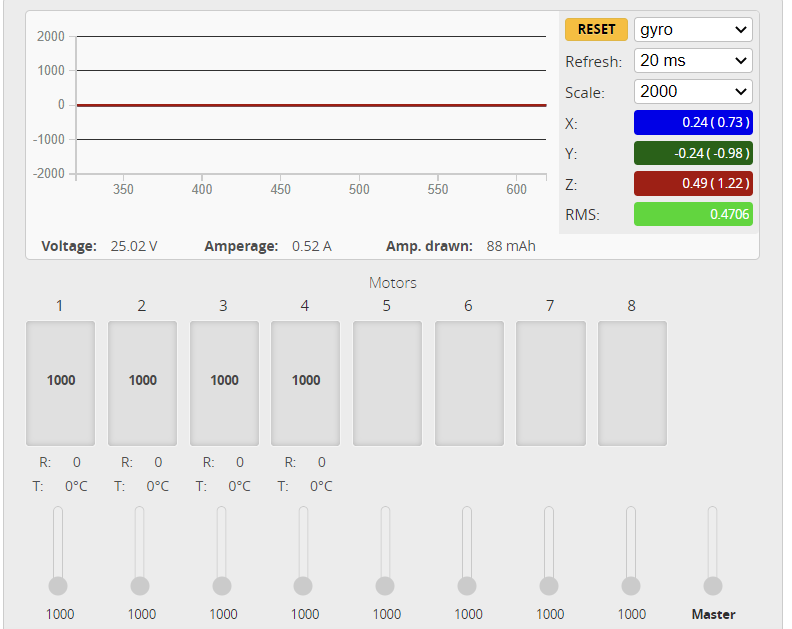 RESET gyro
Refresh: 20 ms
Scale: 2000
X: 0.24 ( 0.73 )
Y: -0.24 ( -0.98 )
Z: 0.49 ( 1.22 )
RMS: 0.4706
2000
1000
0
-1000
-2000
350 400 450 500 550 600
Voltage: 25.02 V Amperage: 0.52 A Amp. drawn: 88 mAh
Motors
1 2 3 4 5 6 7 8
1000 1000 1000 1000
R: 0 R: 0 R: 0 R: 0
T: 0°C T: 0°C T: 0°C T: 0°C
1000 1000 1000 1000 1000 1000 1000 1000 Master